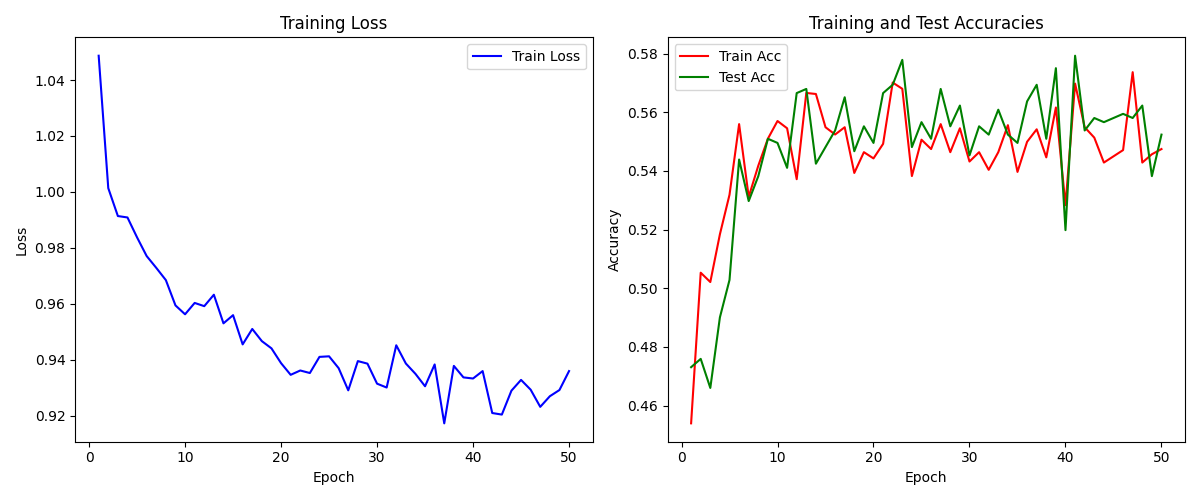 Training Loss
Train Loss
1.04
1.02
1.00
0.98
0.96
0.94
0.92
Loss
0
10
20
30
40
50
Epoch
Training and Test Accuracies
Train Acc
Test Acc
0.58
0.56
0.54
0.52
0.50
0.48
0.46
Accuracy
0
10
20
30
40
50
Epoch